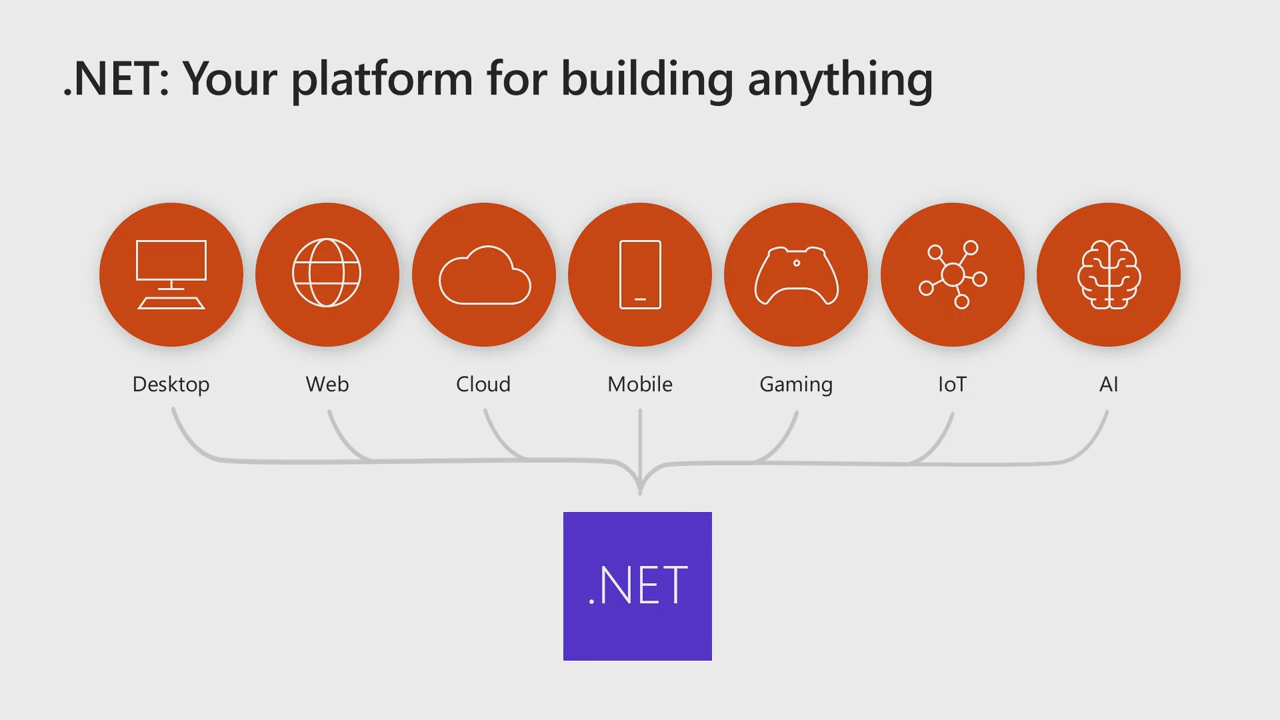 .NET: Your platform for building anything
Desktop
Web
Cloud
Mobile
Gaming
IoT
AI
.NET